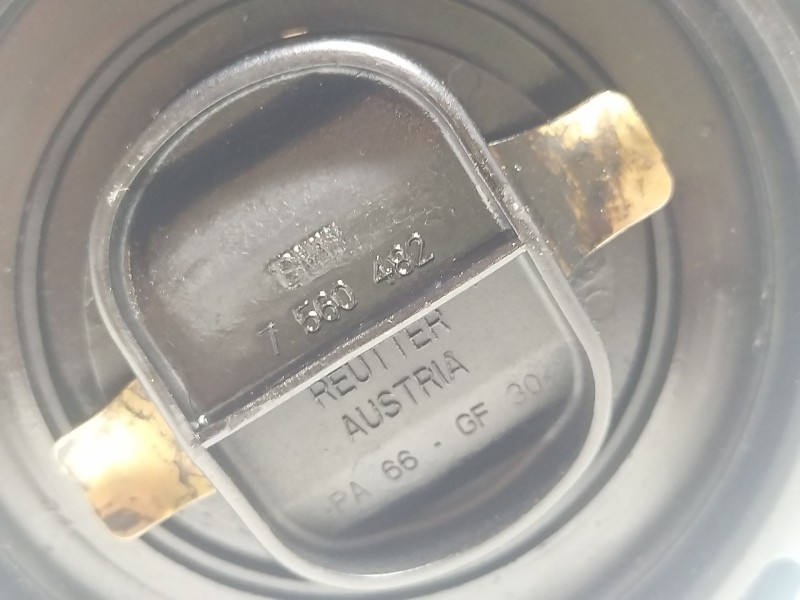 7 560 482
REUTTER
AUSTRIA
PA 66 - GF 30